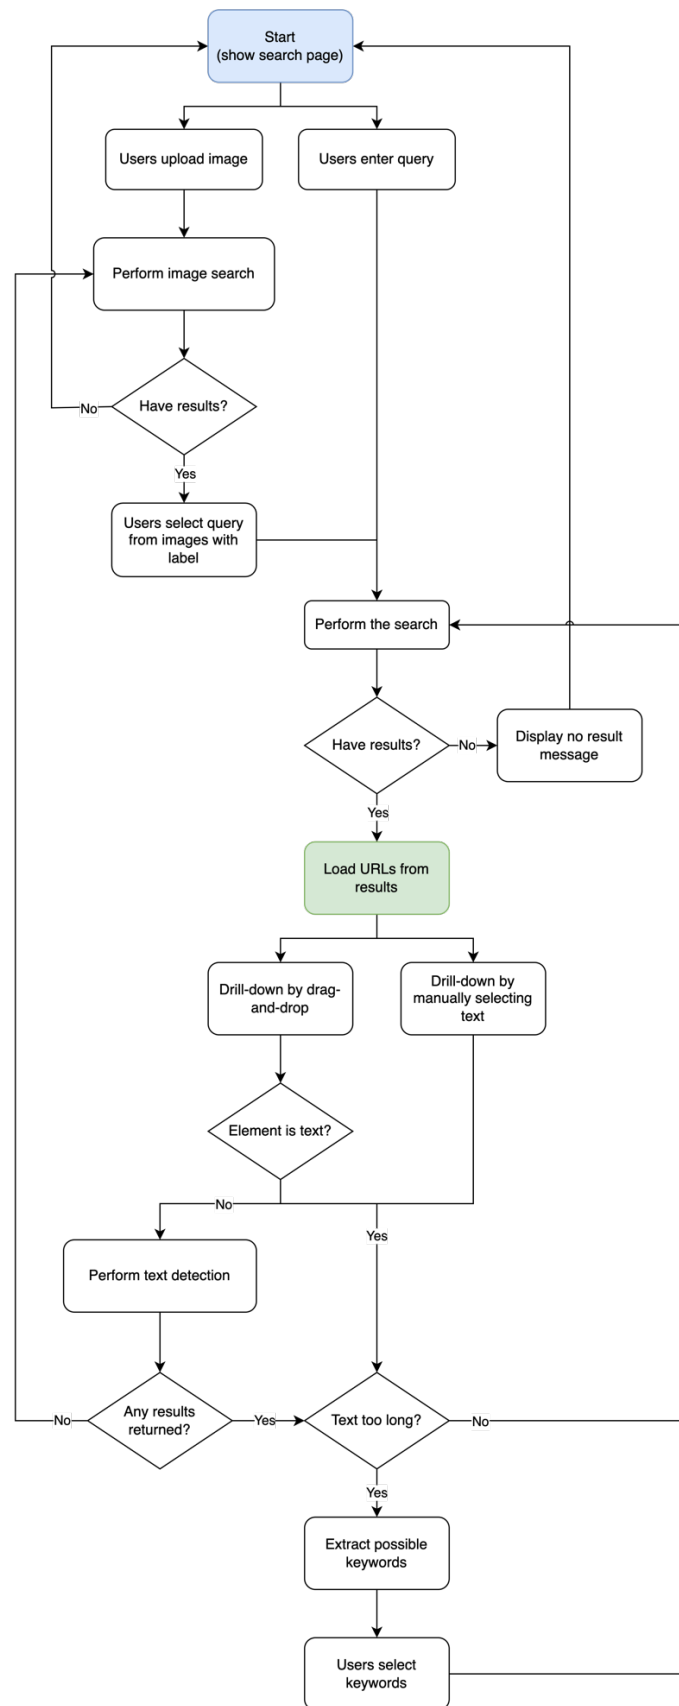 Start
(show search page)
Users upload image
Users enter query
Perform image search
Have results?
No
Yes
Users select query
from images with
label
Perform the search
Have results?
No
Display no result
message
Yes
Load URLs from
results
Drill-down by drag-
and-drop
Drill-down by
manually selecting
text
Element is text?
No
Yes
Perform text detection
Any results
returned?
No
Yes
Text too long?
No
Yes
Extract possible
keywords
Users select
keywords